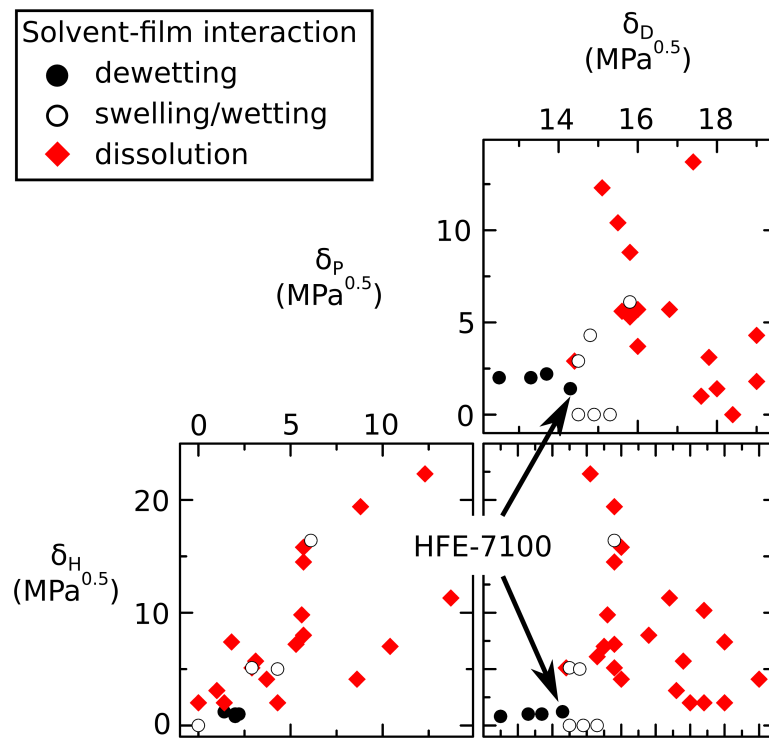 Solvent-film interaction
dewetting
swelling/wetting
dissolution
δD
(MPa0.5)
14 16 18
δP
(MPa0.5)
10
5
0
0 5 10
20
10
0
δH
(MPa0.5)
HFE-7100